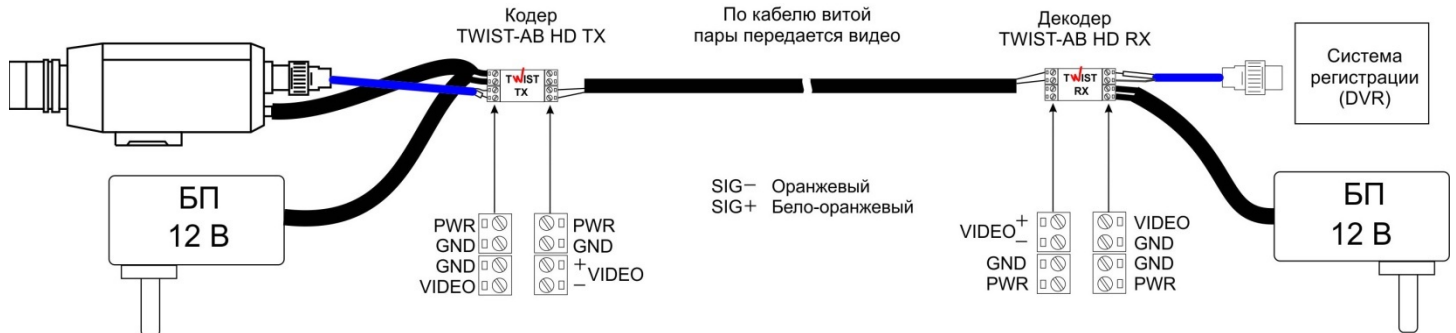 Кодер
TWIST-AB HD TX
По кабелю витой
пары передается видео
Декодер
TWIST-AB HD RX
Система
регистрации
(DVR)
TWIST
TX
TWIST
RX
БП
12 В
SIG− Оранжевый
SIG+ Бело-оранжевый
БП
12 В
PWR
GND
GND
VIDEO
PWR
GND
+
VIDEO
−
+
VIDEO
−
GND
PWR
VIDEO
GND
GND
PWR